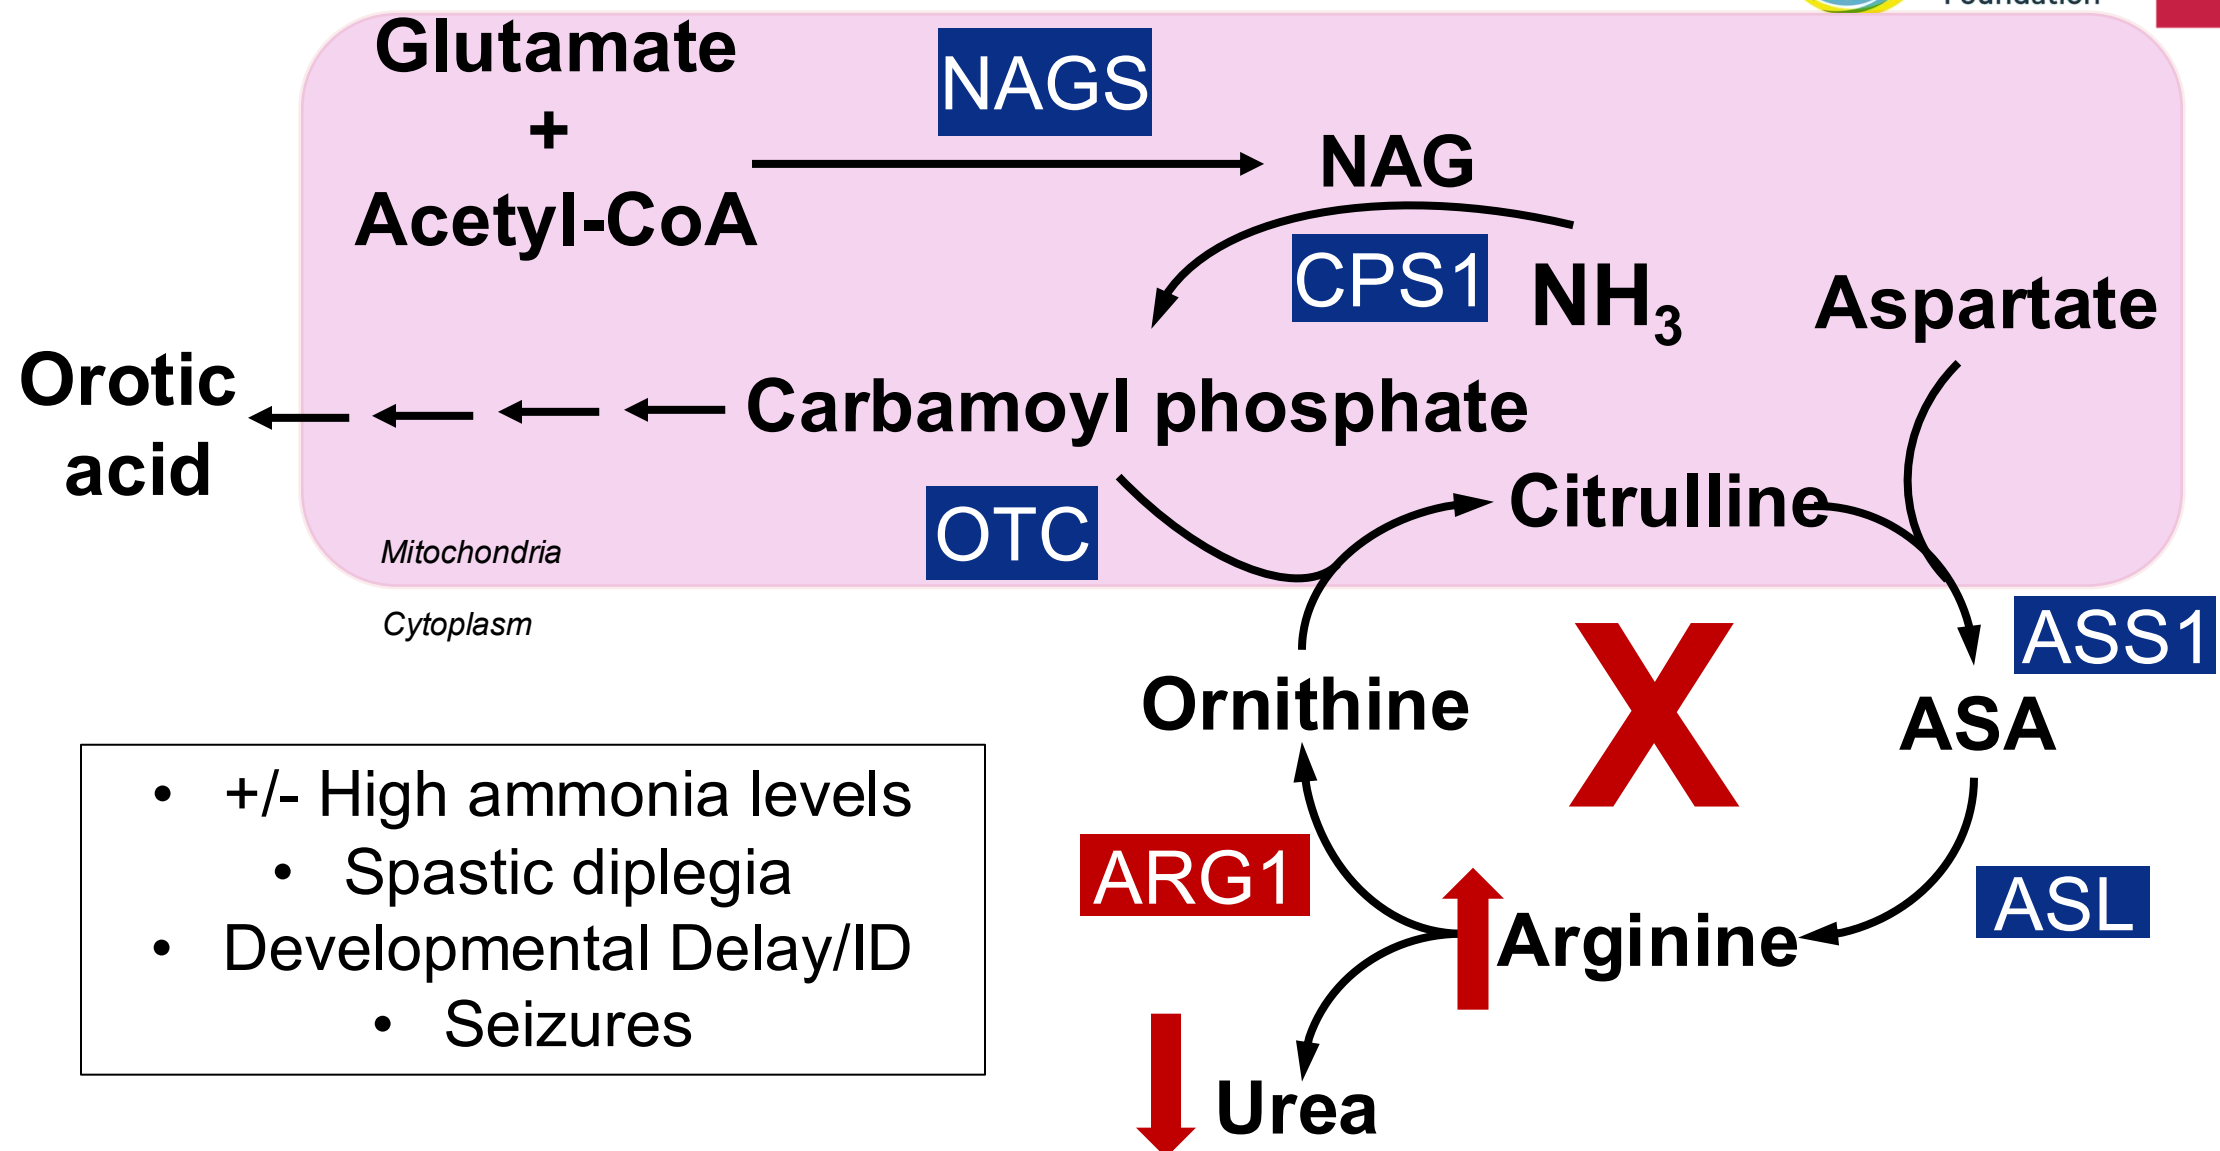 Foundation
Glutamate
+
Acetyl-CoA
NAGS
NAG
CPS1
NH₃
Aspartate
Orotic
acid
Carbamoyl phosphate
Citrulline
OTC
Mitochondria
Cytoplasm
ASS1
Ornithine
X
ASA
• +/- High ammonia levels
• Spastic diplegia
• Developmental Delay/ID
• Seizures
ARG1
ASL
Arginine
Urea